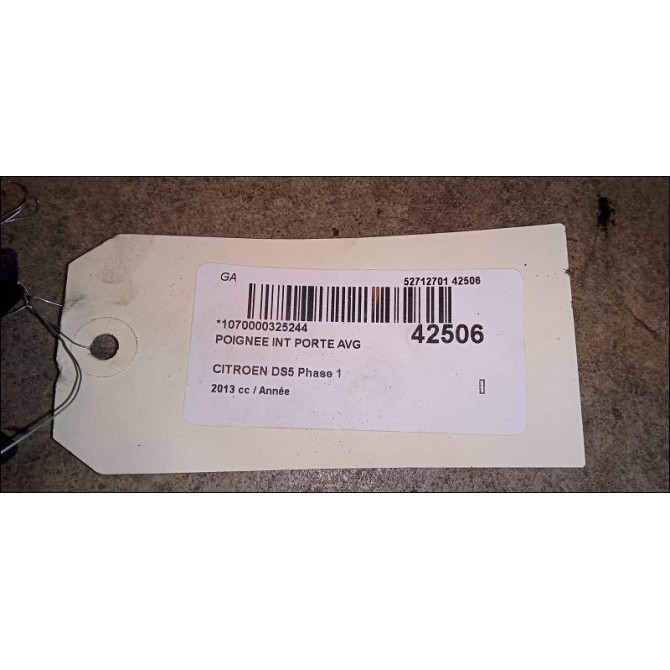 GA
52712701 42506
*1070000325244
42506
POIGNEE INT PORTE AVG
CITROEN DS5 Phase 1
2013 cc / Année